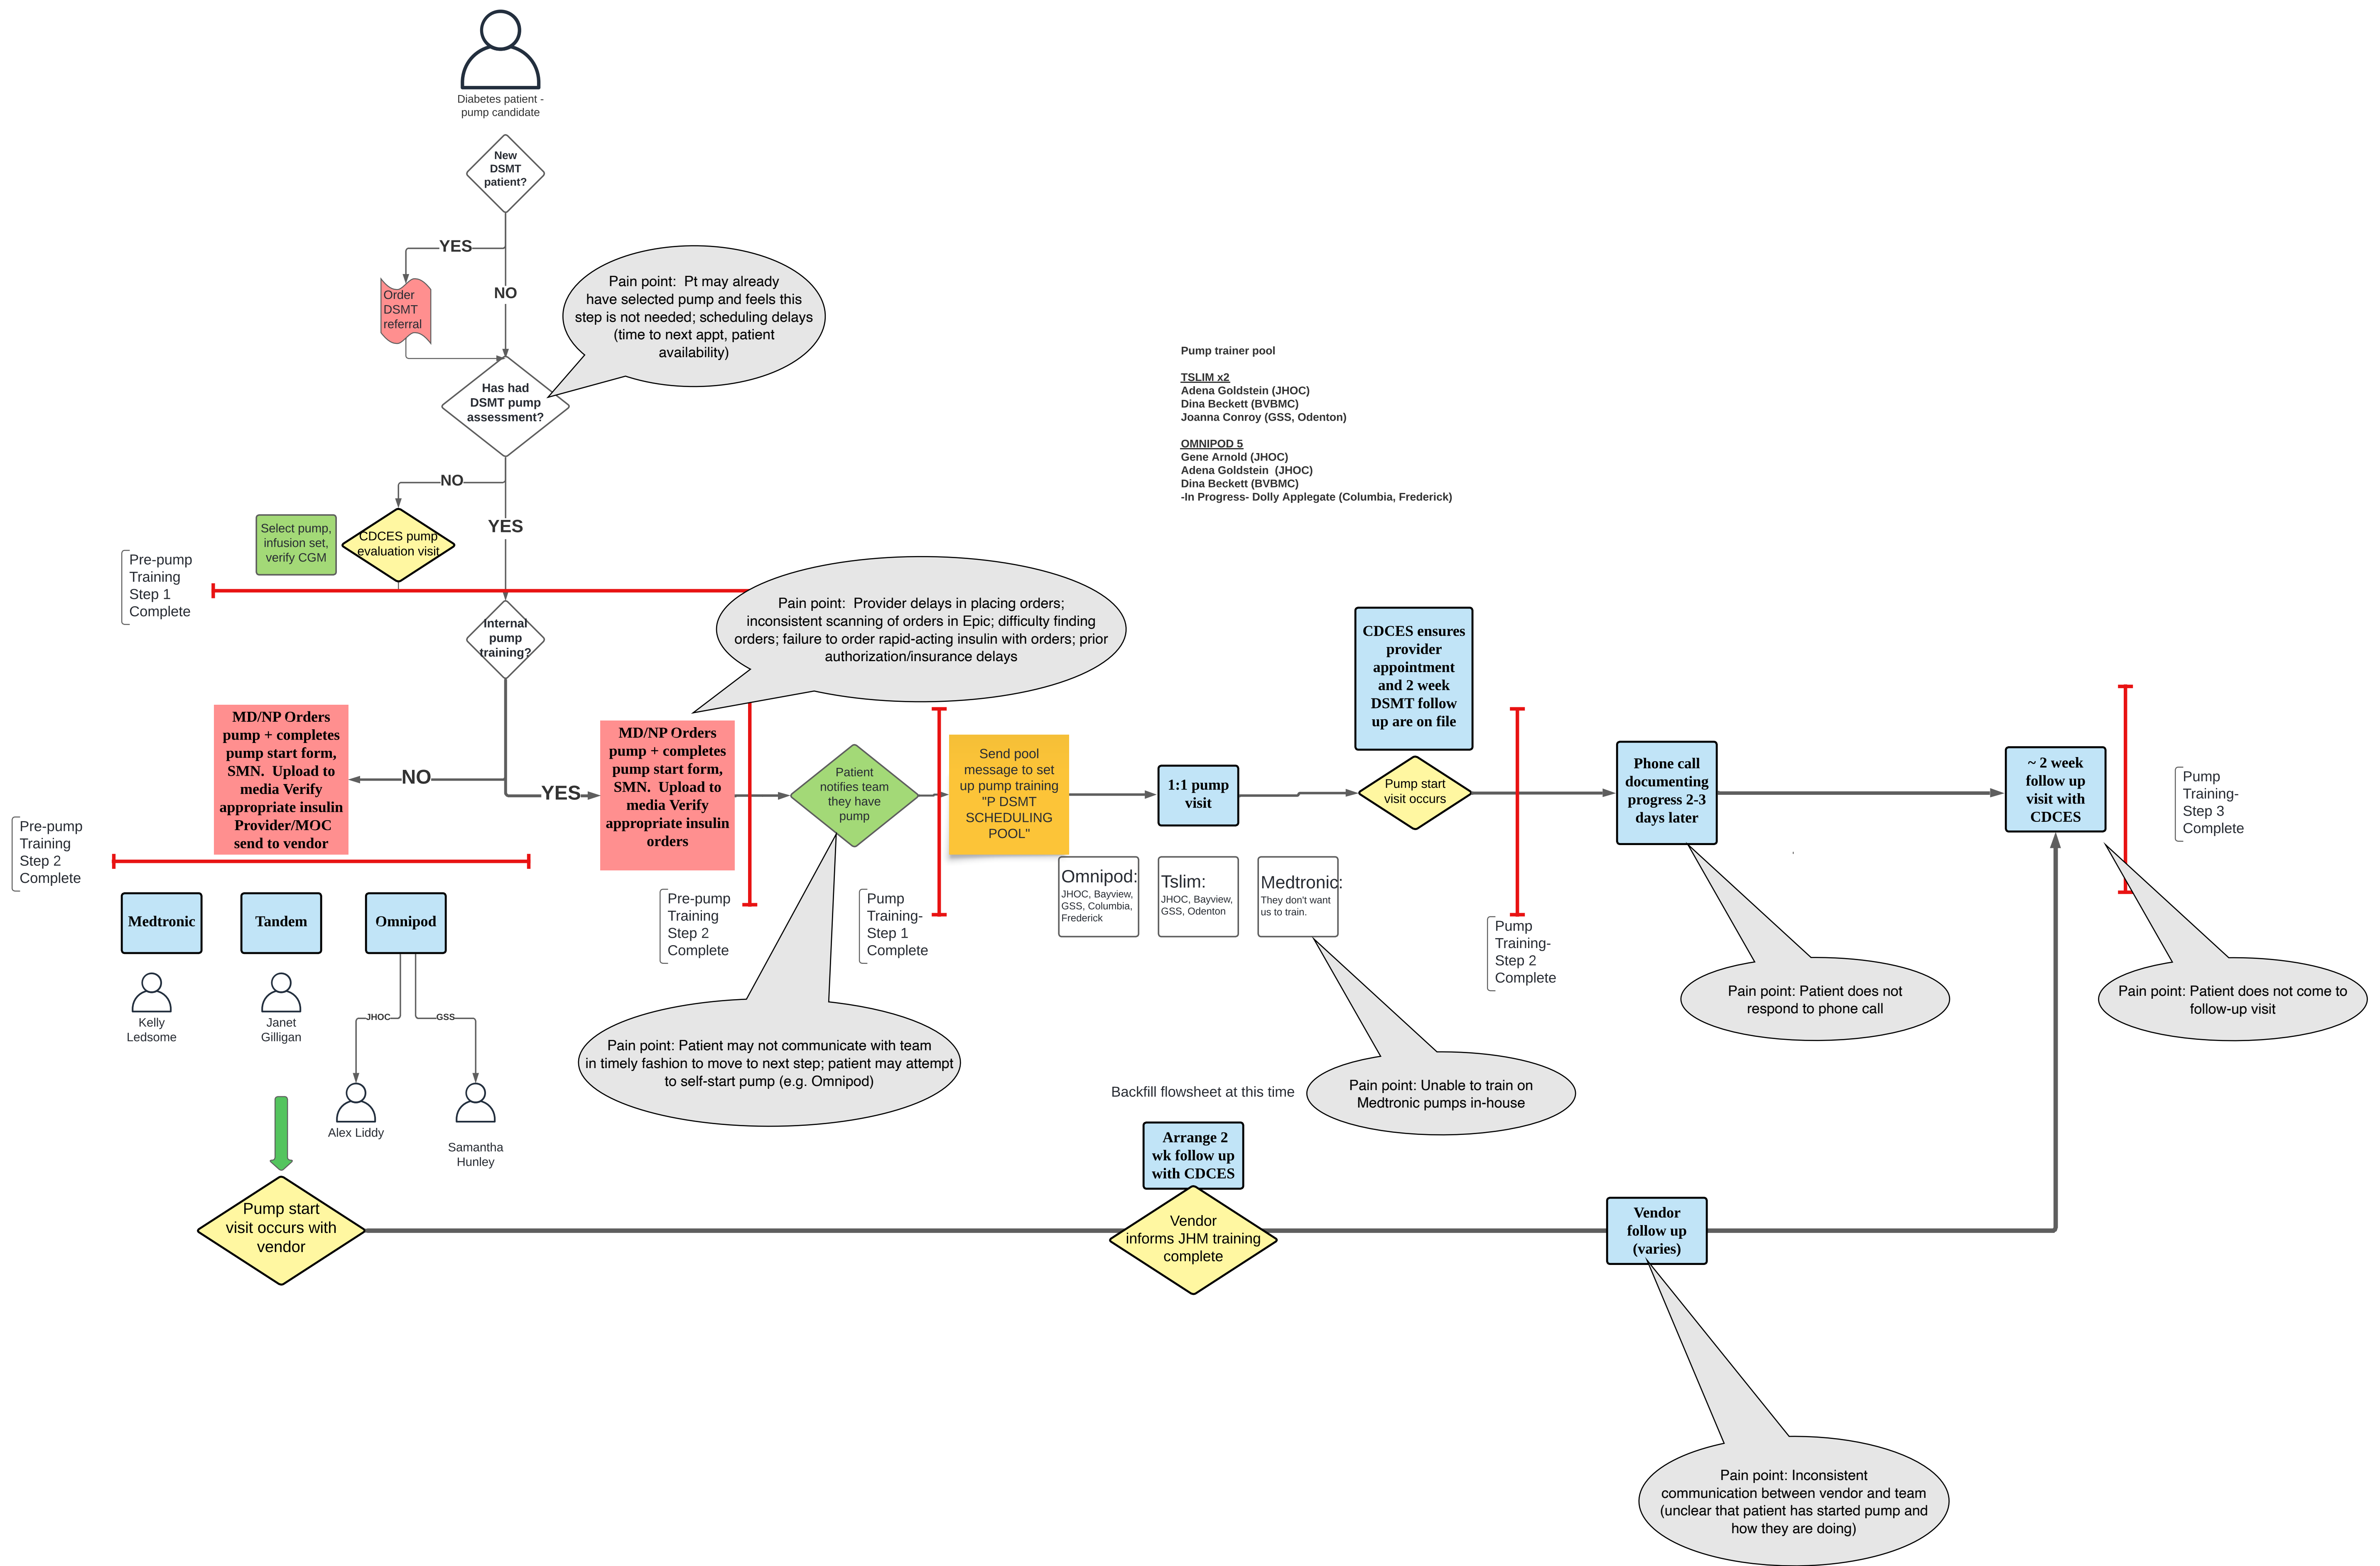 Diabetes patient -
pump candidate
New
DSMT
patient?
YES
NO
Order
DSMT
referral
Pain point:  Pt may already
have selected pump and feels this
step is not needed; scheduling delays
(time to next appt, patient
availability)
Has had
DSMT pump
assessment?
Pump trainer pool
TSLIM x2
Adena Goldstein (JHOC)
Dina Beckett (BVBMC)
Joanna Conroy (GSS, Odenton)
OMNIPOD 5
Gene Arnold (JHOC)
Adena Goldstein  (JHOC)
Dina Beckett (BVBMC)
-In Progress- Dolly Applegate (Columbia, Frederick)
NO
YES
Select pump,
infusion set,
verify CGM
CDCES pump
evaluation visit
Pre-pump
Training
Step 1
Complete
Internal
pump
training?
Pain point:  Provider delays in placing orders;
inconsistent scanning of orders in Epic; difficulty finding
orders; failure to order rapid-acting insulin with orders; prior
authorization/insurance delays
CDCES ensures
provider
appointment
and 2 week
DSMT follow
up are on file
MD/NP Orders
pump + completes
pump start form,
SMN.  Upload to
media Verify
appropriate insulin
Provider/MOC
send to vendor
NO
YES
MD/NP Orders
pump + completes
pump start form,
SMN.  Upload to
media Verify
appropriate insulin
orders
Patient
notifies team
they have
pump
Send pool
message to set
up pump training
"P DSMT
SCHEDULING
POOL"
1:1 pump
visit
Pump start
visit occurs
Phone call
documenting
progress 2-3
days later
~ 2 week
follow up
visit with
CDCES
Pump
Training-
Step 3
Complete
Pre-pump
Training
Step 2
Complete
Medtronic
Tandem
Omnipod
Pre-pump
Training
Step 2
Complete
Pump
Training-
Step 1
Complete
Omnipod:
JHOC, Bayview,
GSS, Columbia,
Frederick
Tslim:
JHOC, Bayview,
GSS, Odenton
Medtronic:
They don't want
us to train.
Pump
Training-
Step 2
Complete
Pain point: Patient does not
respond to phone call
Pain point: Patient does not come to
follow-up visit
Kelly
Ledsome
Janet
Gilligan
JHOC
GSS
Alex Liddy
Samantha
Hunley
Pain point: Patient may not communicate with team
in timely fashion to move to next step; patient may attempt
to self-start pump (e.g. Omnipod)
Backfill flowsheet at this time
Pain point: Unable to train on
Medtronic pumps in-house
Arrange 2
wk follow up
with CDCES
Pump start
visit occurs with
vendor
Vendor
informs JHM training
complete
Vendor
follow up
(varies)
Pain point: Inconsistent
communication between vendor and team
(unclear that patient has started pump and
how they are doing)